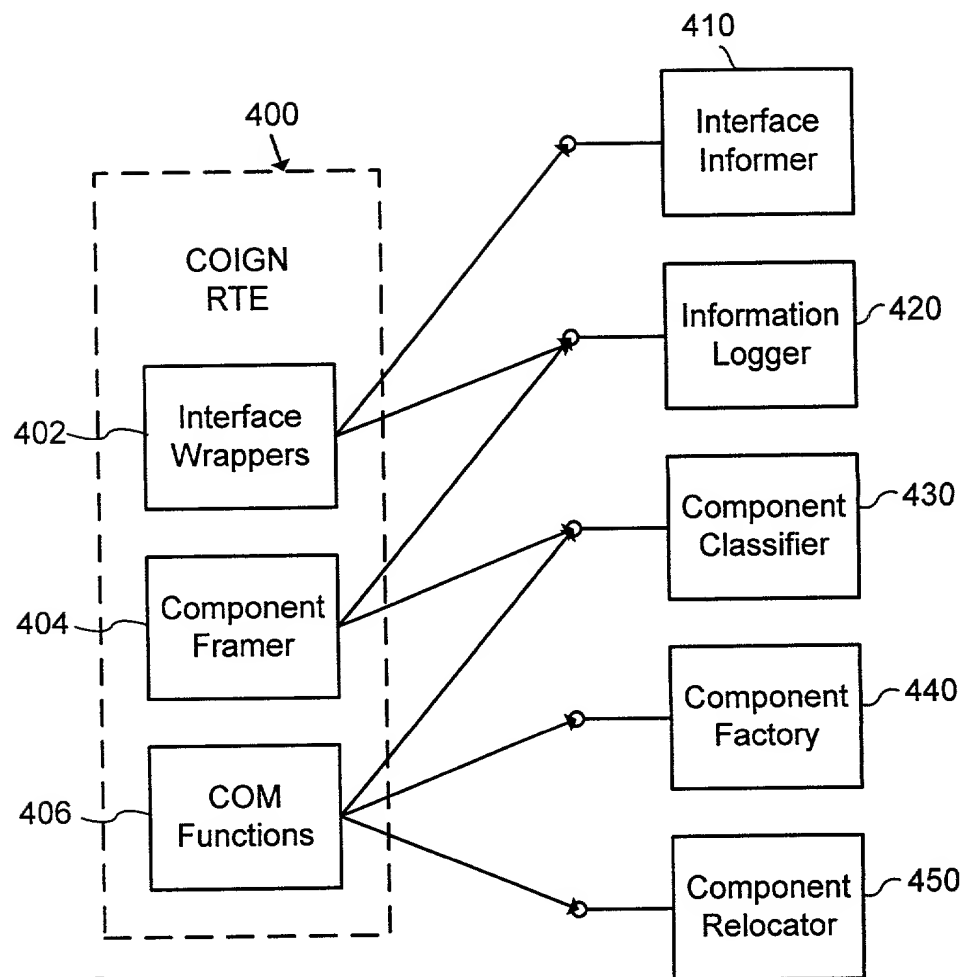 410
Interface
Informer
400
COIGN
RTE
Information
Logger
420
402
Interface
Wrappers
Component
Classifier
430
404
Component
Framer
Component
Factory
440
406
COM
Functions
Component
Relocator
450